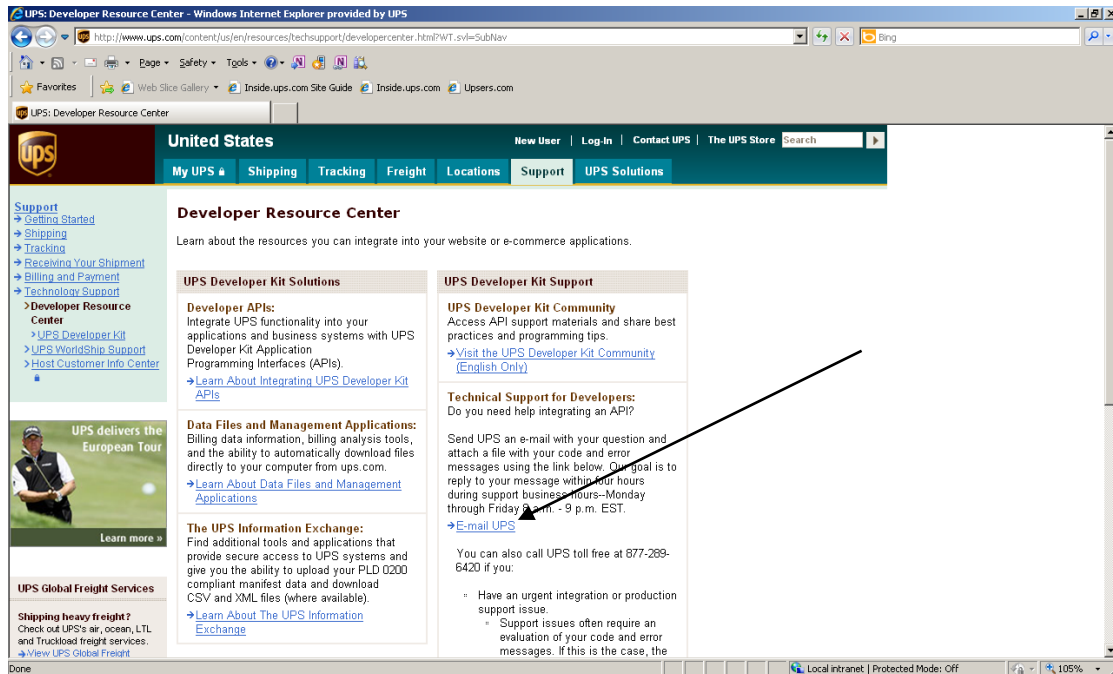 UPS: Developer Resource Center - Windows Internet Explorer provided by UPS
http://www.ups.com/content/us/en/resources/techsupport/developercenter.html?WT.svl=SubNav
Bing
Page Safety Tools
Favorites Web Slice Gallery Inside.ups.com Site Guide Inside.ups.com Upsers.com
UPS: Developer Resource Center
ups
United States
New User | Log-In | Contact UPS | The UPS Store Search
My UPS Shipping Tracking Freight Locations Support UPS Solutions
Support
Getting Started
Shipping
Tracking
Receiving Your Shipment
Billing and Payment
Technology Support
Developer Resource
Center
UPS Developer Kit
UPS WorldShip Support
Host Customer Info Center
UPS delivers the
European Tour
Learn more »
UPS Global Freight Services
Shipping heavy freight?
Check out UPS's air, ocean, LTL
and Truckload freight services.
View UPS Global Freight
Developer Resource Center
Learn about the resources you can integrate into your website or e-commerce applications.
UPS Developer Kit Solutions
Developer APIs:
Integrate UPS functionality into your
applications and business systems with UPS
Developer Kit Application
Programming Interfaces (APIs).
Learn About Integrating UPS Developer Kit
APIs
Data Files and Management Applications:
Billing data information, billing analysis tools,
and the ability to automatically download files
directly to your computer from ups.com.
Learn About Data Files and Management
Applications
The UPS Information Exchange:
Find additional tools and applications that
provide secure access to UPS systems and
give you the ability to upload your PLD 0200
compliant manifest data and download
CSV and XML files (where available).
Learn About The UPS Information
Exchange
UPS Developer Kit Support
UPS Developer Kit Community
Access API support materials and share best
practices and programming tips.
Visit the UPS Developer Kit Community
(English Only)
Technical Support for Developers:
Do you need help integrating an API?
Send UPS an e-mail with your question and
attach a file with your code and error
messages using the link below. Our goal is to
reply to your message within four hours
during support business hours--Monday
through Friday 8 a.m. - 9 p.m. EST.
E-mail UPS
You can also call UPS toll free at 877-289-
6420 if you:
Have an urgent integration or production
support issue.
Support issues often require an
evaluation of your code and error
messages. If this is the case, the
Done
Local intranet | Protected Mode: Off
105%